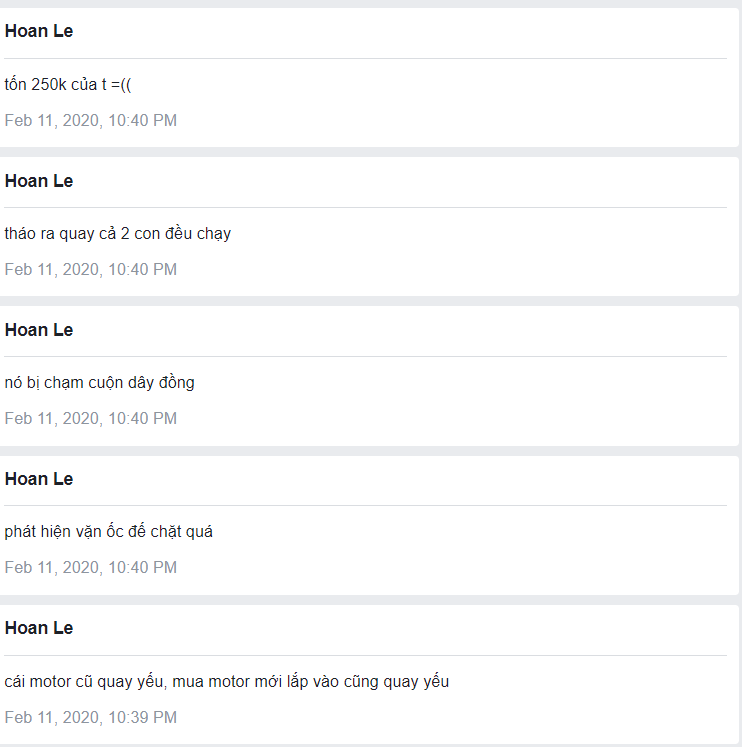 Hoan Le
tốn 250k của t =((
Feb 11, 2020, 10:40 PM
Hoan Le
tháo ra quay cả 2 con đều chạy
Feb 11, 2020, 10:40 PM
Hoan Le
nó bị chạm cuộn dây đồng
Feb 11, 2020, 10:40 PM
Hoan Le
phát hiện vặn ốc đế chặt quá
Feb 11, 2020, 10:40 PM
Hoan Le
cái motor cũ quay yếu, mua motor mới lắp vào cũng quay yếu
Feb 11, 2020, 10:39 PM